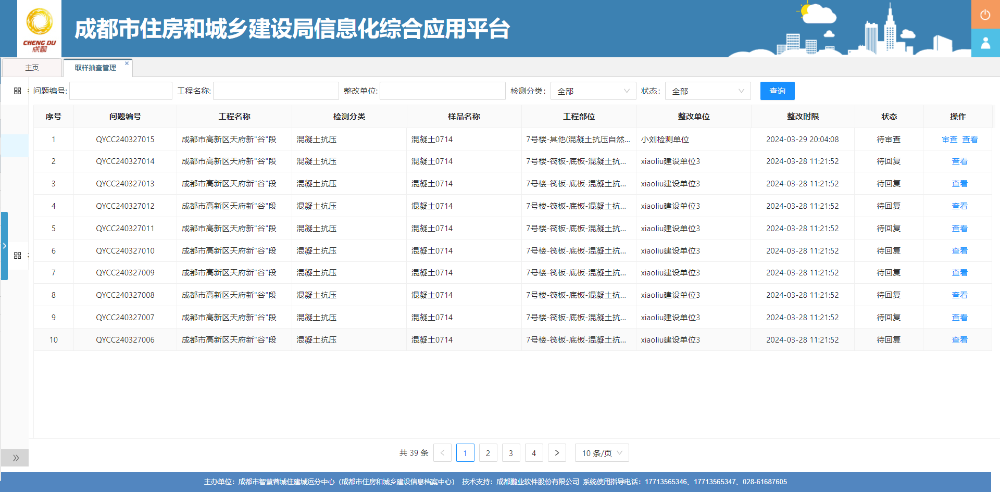 CHENG DU
成都
成都市住房和城乡建设局信息化综合应用平台
主页 取样抽查管理
问题编号: 工程名称: 整改单位: 检测分类: 全部 状态: 全部 查询
序号 问题编号 工程名称 检测分类 样品名称 工程部位 整改单位 整改时限 状态 操作
1 QYCC240327015 成都市高新区天府新"谷"段 混凝土抗压 混凝土0714 7号楼-其他(混凝土抗压自然... 小刘检测单位 2024-03-29 20:04:08 待审查 审查 查看
2 QYCC240327014 成都市高新区天府新"谷"段 混凝土抗压 混凝土0714 7号楼-筏板-底板-混凝土抗... xiaoliu建设单位3 2024-03-28 11:21:52 待回复 查看
3 QYCC240327013 成都市高新区天府新"谷"段 混凝土抗压 混凝土0714 7号楼-筏板-底板-混凝土抗... xiaoliu建设单位3 2024-03-28 11:21:52 待回复 查看
4 QYCC240327012 成都市高新区天府新"谷"段 混凝土抗压 混凝土0714 7号楼-筏板-底板-混凝土抗... xiaoliu建设单位3 2024-03-28 11:21:52 待回复 查看
5 QYCC240327011 成都市高新区天府新"谷"段 混凝土抗压 混凝土0714 7号楼-筏板-底板-混凝土抗... xiaoliu建设单位3 2024-03-28 11:21:52 待回复 查看
6 QYCC240327010 成都市高新区天府新"谷"段 混凝土抗压 混凝土0714 7号楼-筏板-底板-混凝土抗... xiaoliu建设单位3 2024-03-28 11:21:52 待回复 查看
7 QYCC240327009 成都市高新区天府新"谷"段 混凝土抗压 混凝土0714 7号楼-筏板-底板-混凝土抗... xiaoliu建设单位3 2024-03-28 11:21:52 待回复 查看
8 QYCC240327008 成都市高新区天府新"谷"段 混凝土抗压 混凝土0714 7号楼-筏板-底板-混凝土抗... xiaoliu建设单位3 2024-03-28 11:21:52 待回复 查看
9 QYCC240327007 成都市高新区天府新"谷"段 混凝土抗压 混凝土0714 7号楼-筏板-底板-混凝土抗... xiaoliu建设单位3 2024-03-28 11:21:52 待回复 查看
10 QYCC240327006 成都市高新区天府新"谷"段 混凝土抗压 混凝土0714 7号楼-筏板-底板-混凝土抗... xiaoliu建设单位3 2024-03-28 11:21:52 待回复 查看
共 39 条 1 2 3 4 10 条/页
主办单位：成都市智慧蓉城住建城运分中心（成都市住房和城乡建设信息档案中心） 技术支持：成都鹏业软件股份有限公司 系统使用指导电话：17713565346、17713565347、028-61687605